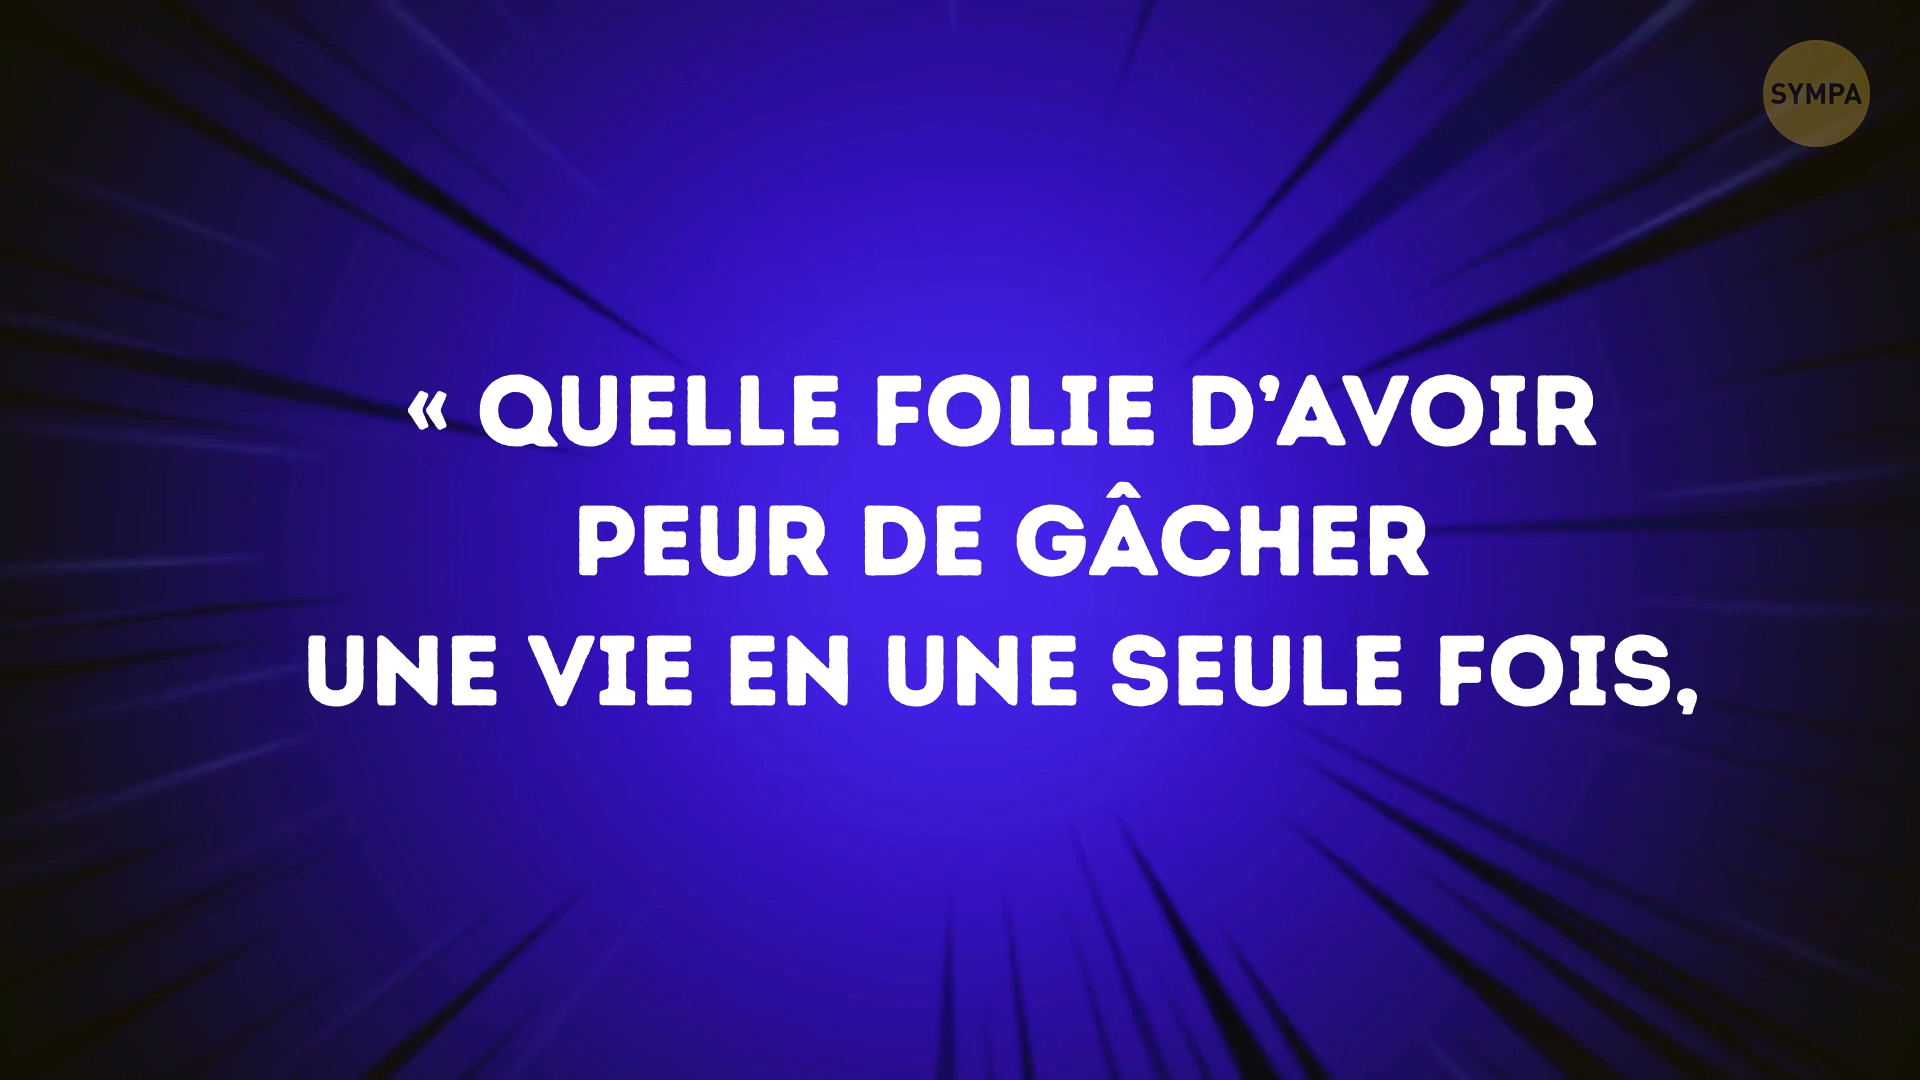 SYMPA
« QUELLE FOLIE D’AVOIR
PEUR DE GÂCHER
UNE VIE EN UNE SEULE FOIS,